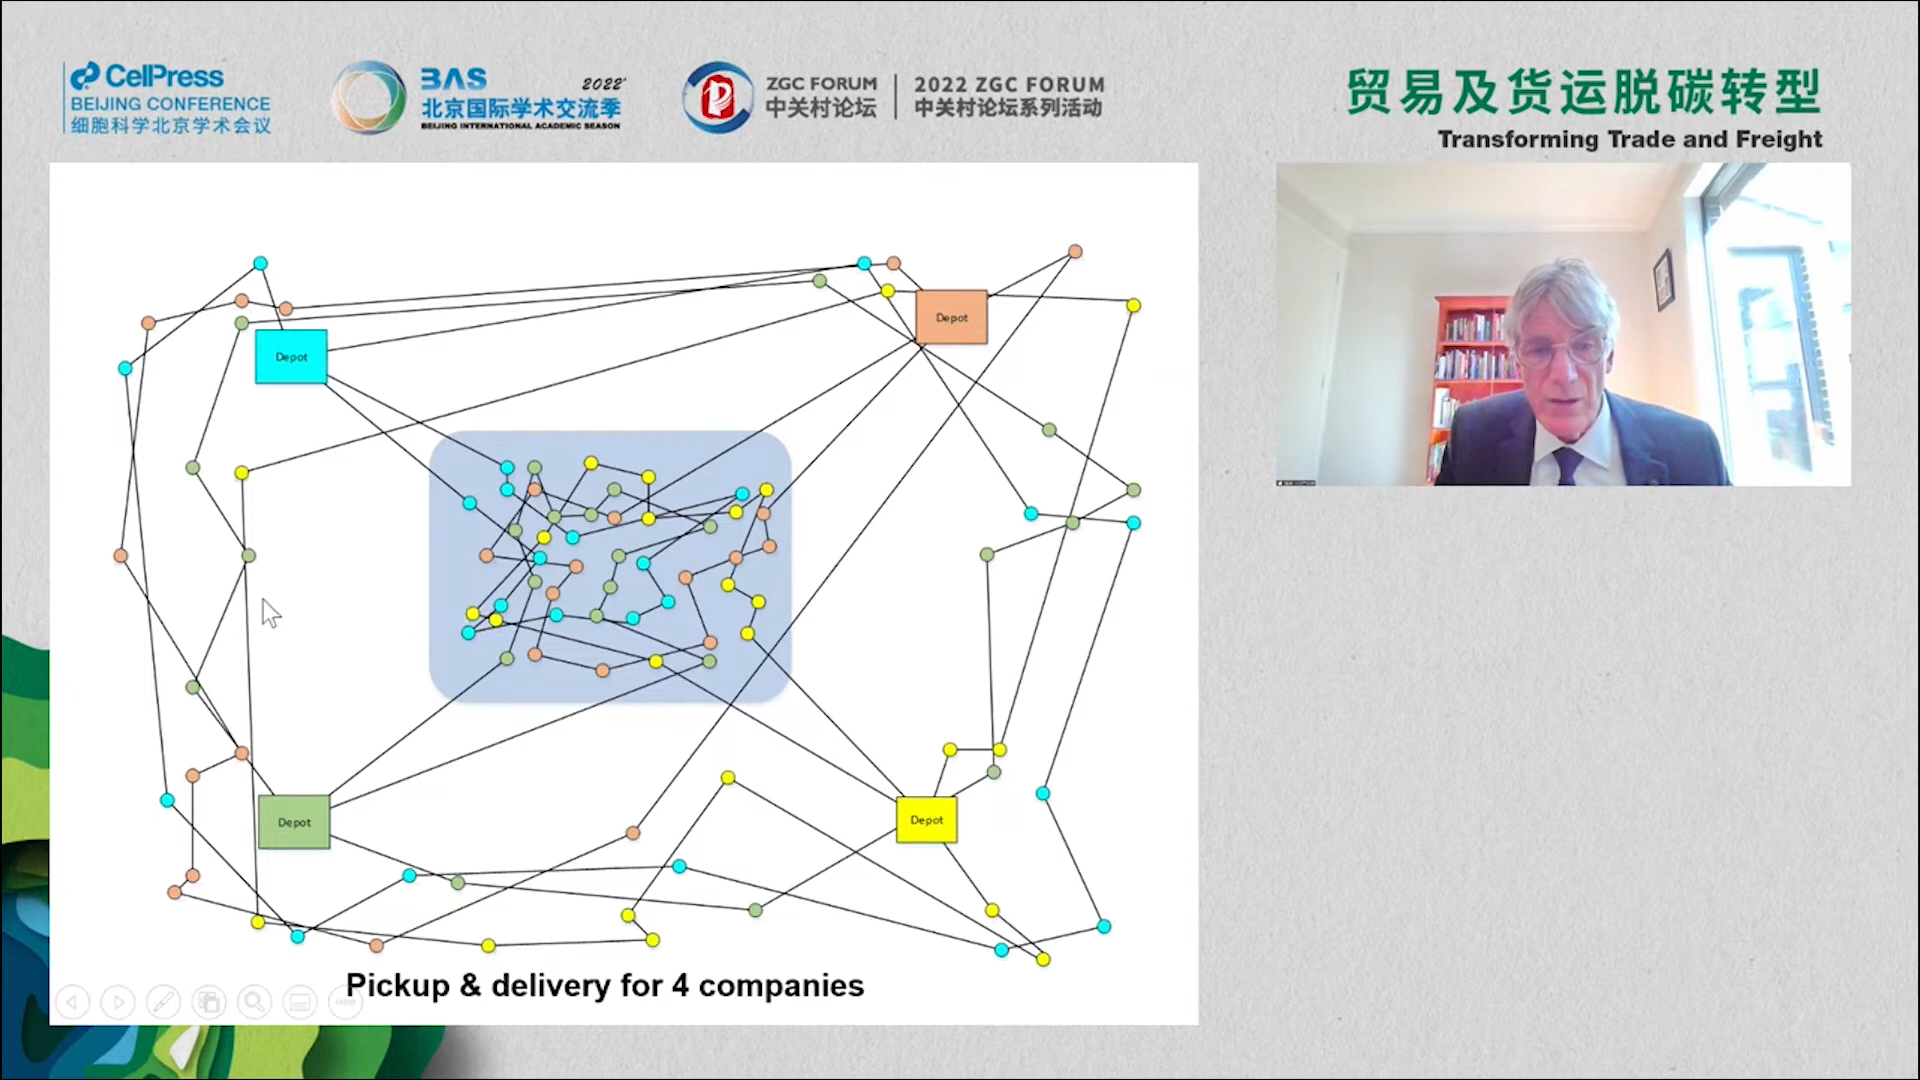 CellPress
BEIJING CONFERENCE
细胞科学北京学术会议
BAS 2022'
北京国际学术交流季
BEIJING INTERNATIONAL ACADEMIC SEASON
ZGC FORUM
中关村论坛
2022 ZGC FORUM
中关村论坛系列活动
贸易及货运脱碳转型
Transforming Trade and Freight
Depot
Depot
Depot
Depot
Pickup & delivery for 4 companies